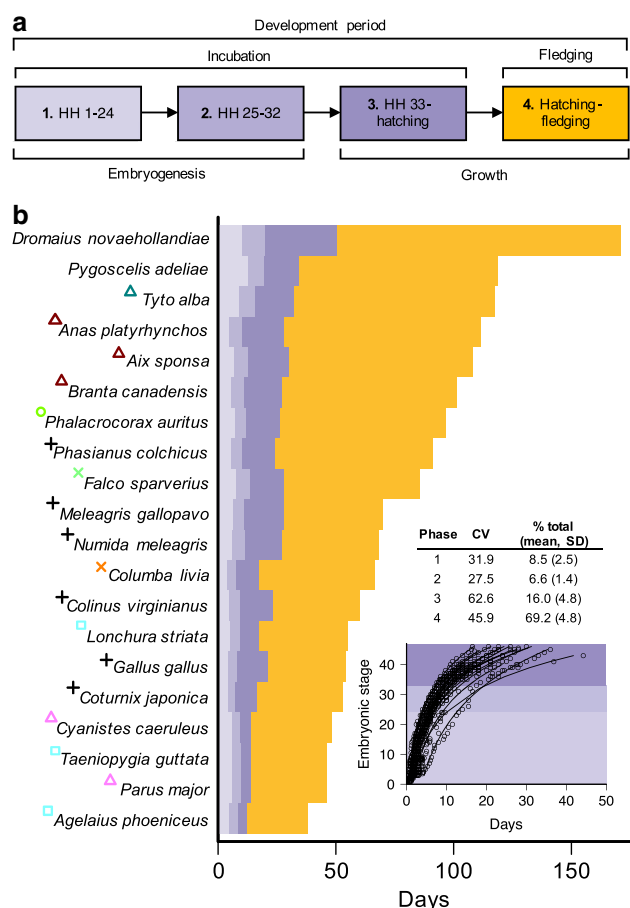 a
Development period
Incubation
Fledging
1. HH 1-24
2. HH 25-32
3. HH 33-
hatching
4. Hatching-
fledging
Embryogenesis
Growth
b
Dromaius novaehollandiae
Pygoscelis adeliae
Tyto alba
Anas platyrhynchos
Aix sponsa
Branta canadensis
Phalacrocorax auritus
Phasianus colchicus
Falco sparverius
Meleagris gallopavo
Numida meleagris
Columba livia
Colinus virginianus
Lonchura striata
Gallus gallus
Coturnix japonica
Cyanistes caeruleus
Taeniopygia guttata
Parus major
Agelaius phoeniceus
0 50 100 150
Days
Phase CV % total
(mean, SD)
1 31.9 8.5 (2.5)
2 27.5 6.6 (1.4)
3 62.6 16.0 (4.8)
4 45.9 69.2 (4.8)
Embryonic stage
40
30
20
10
0
0 10 20 30 40 50
Days